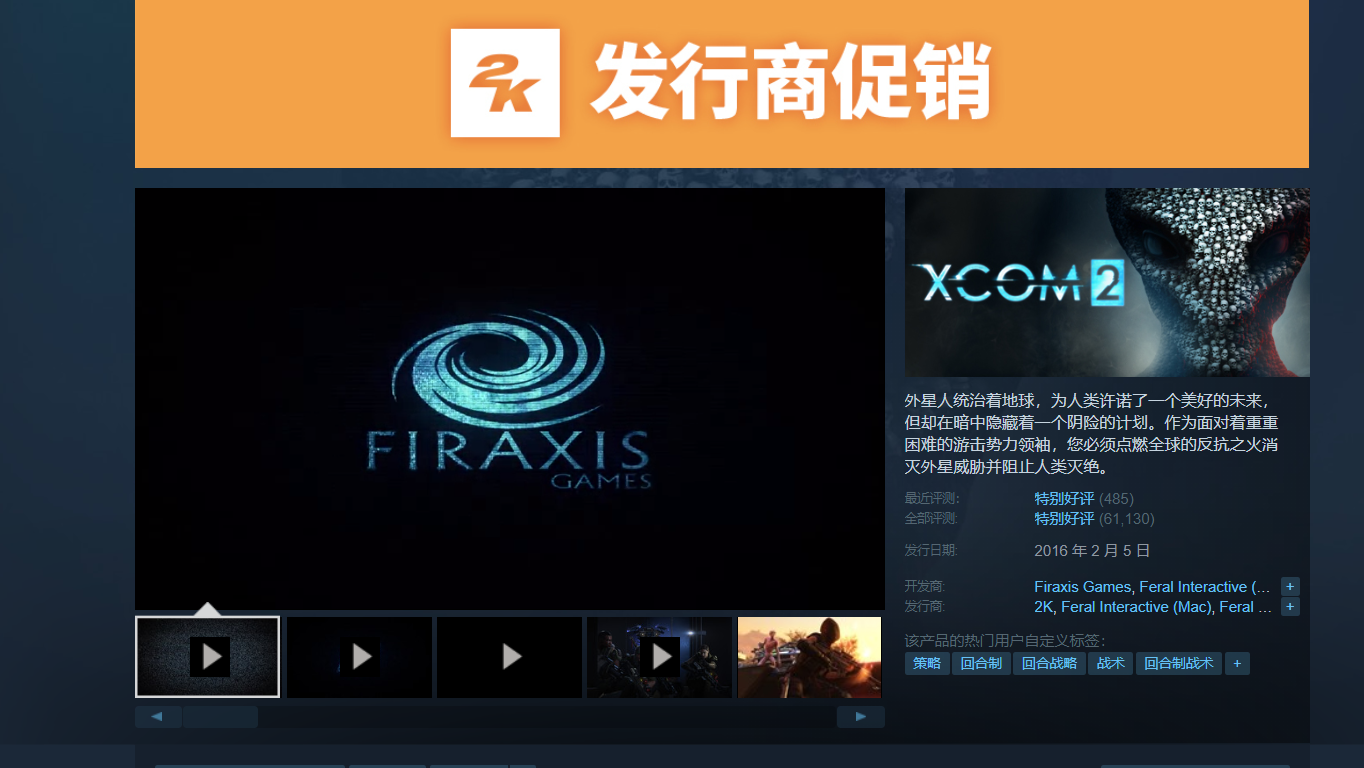 2K 发行商促销
FIRAXIS
GAMES
XCOM 2
外星人统治着地球，为人类许诺了一个美好的未来，
但却在暗中隐藏着一个阴险的计划。作为面对着重重
困难的游击势力领袖，您必须点燃全球的反抗之火消
灭外星威胁并阻止人类灭绝。
最近评测: 特别好评 (485)
全部评测: 特别好评 (61,130)
发行日期: 2016 年 2 月 5 日
开发商: Firaxis Games, Feral Interactive (... +
发行商: 2K, Feral Interactive (Mac), Feral ... +
该产品的热门用户自定义标签：
策略 回合制 回合战略 战术 回合制战术 +